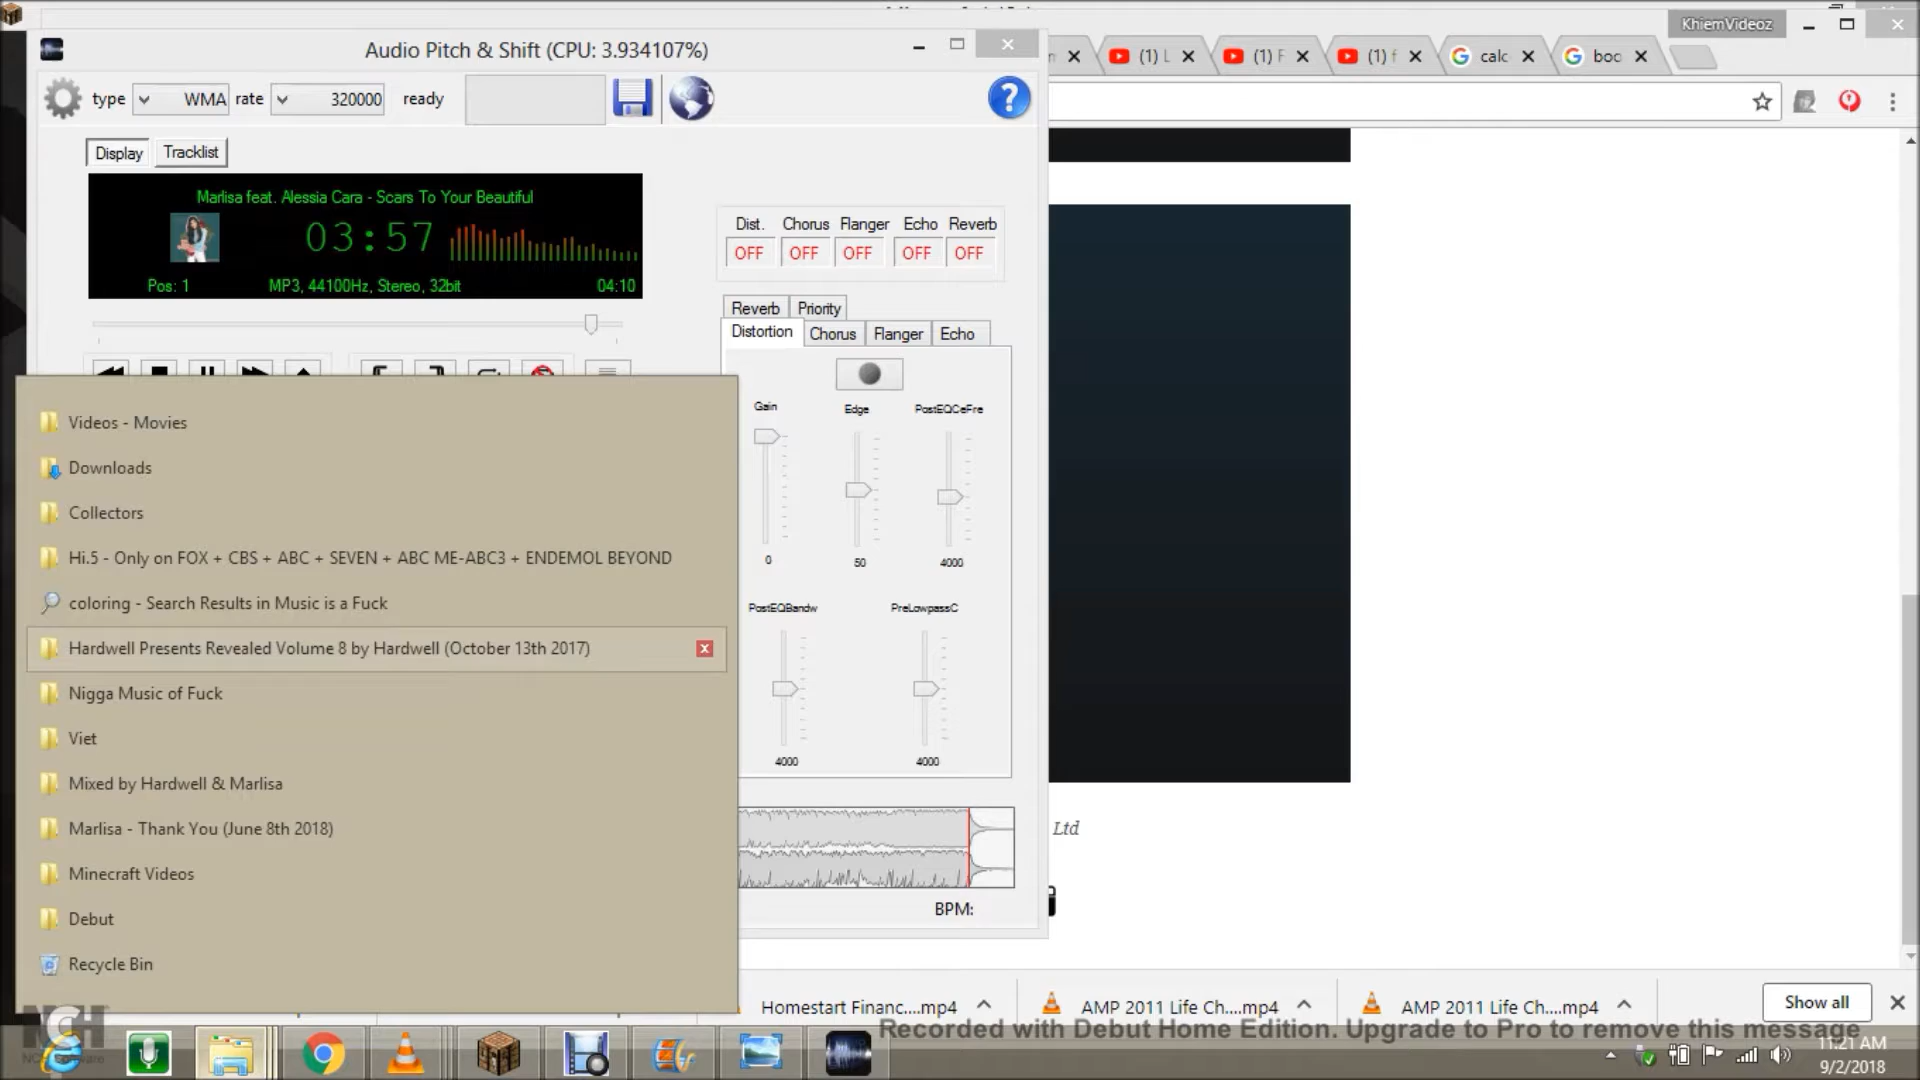 KhiemVideoz
Audio Pitch & Shift (CPU: 3.934107%)
(1) L
(1) F
(1) f
calc
boc
type
WMA
rate
320000
ready
?
Display
Tracklist
Marlisa feat. Alessia Cara - Scars To Your Beautiful
03:57
Pos: 1
MP3, 44100Hz, Stereo, 32bit
04:10
Dist.
Chorus
Flanger
Echo
Reverb
OFF
OFF
OFF
OFF
OFF
Reverb
Priority
Distortion
Chorus
Flanger
Echo
Gain
Edge
PostEQCeFre
0
50
4000
PostEQBandw
PreLowpassC
4000
4000
BPM:
Videos - Movies
Downloads
Collectors
Hi.5 - Only on FOX + CBS + ABC + SEVEN + ABC ME-ABC3 + ENDEMOL BEYOND
coloring - Search Results in Music is a Fuck
Hardwell Presents Revealed Volume 8 by Hardwell (October 13th 2017)
Nigga Music of Fuck
Viet
Mixed by Hardwell & Marlisa
Marlisa - Thank You (June 8th 2018)
Minecraft Videos
Debut
Recycle Bin
Ltd
Homestart Financ....mp4
AMP 2011 Life Ch....mp4
AMP 2011 Life Ch....mp4
Show all
NCH
Recorded with Debut Home Edition. Upgrade to Pro to remove this message
11:21 AM
9/2/2018